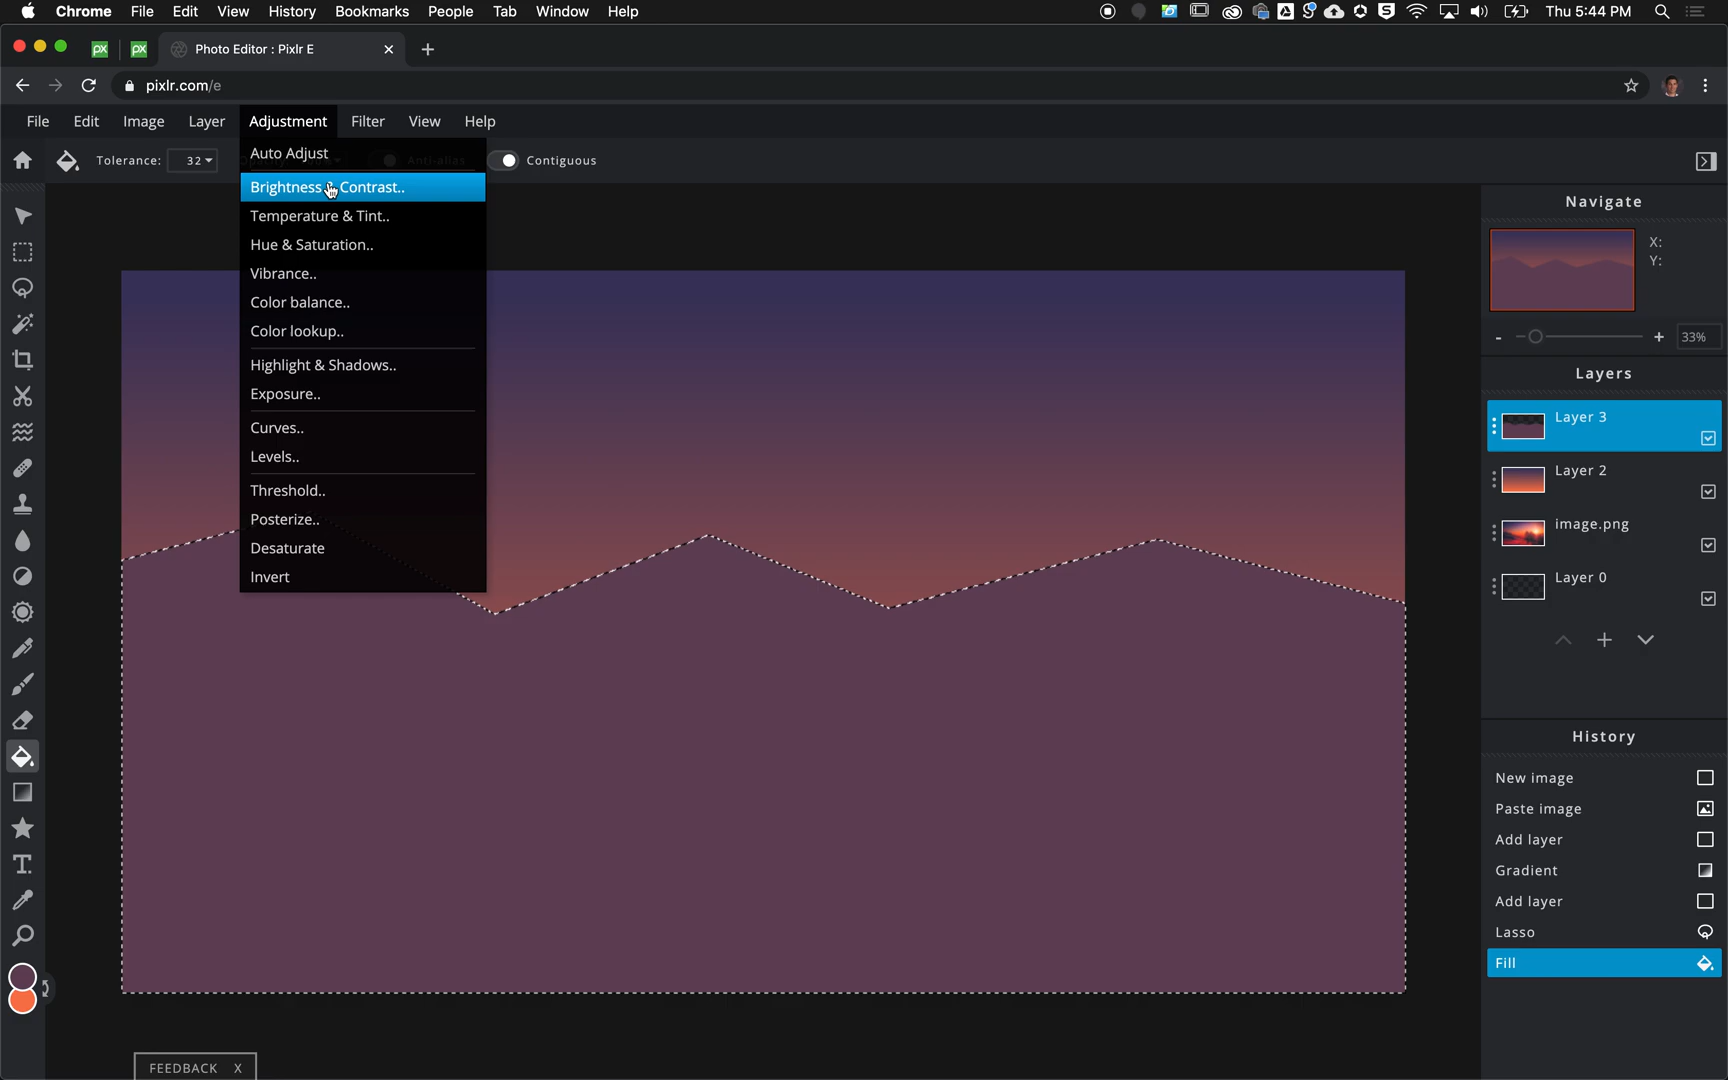 Chrome File Edit View History Bookmarks People Tab Window Help Thu 5:44 PM
px px Photo Editor : Pixlr E
pixlr.com/e
File Edit Image Layer Adjustment Filter View Help
Tolerance: 32 Anti-alias Contiguous
Auto Adjust
Brightness & Contrast..
Temperature & Tint..
Hue & Saturation..
Vibrance..
Color balance..
Color lookup..
Highlight & Shadows..
Exposure..
Curves..
Levels..
Threshold..
Posterize..
Desaturate
Invert
Navigate
X:
Y:
- + 33%
Layers
Layer 3
Layer 2
image.png
Layer 0
History
New image
Paste image
Add layer
Gradient
Add layer
Lasso
Fill
FEEDBACK X